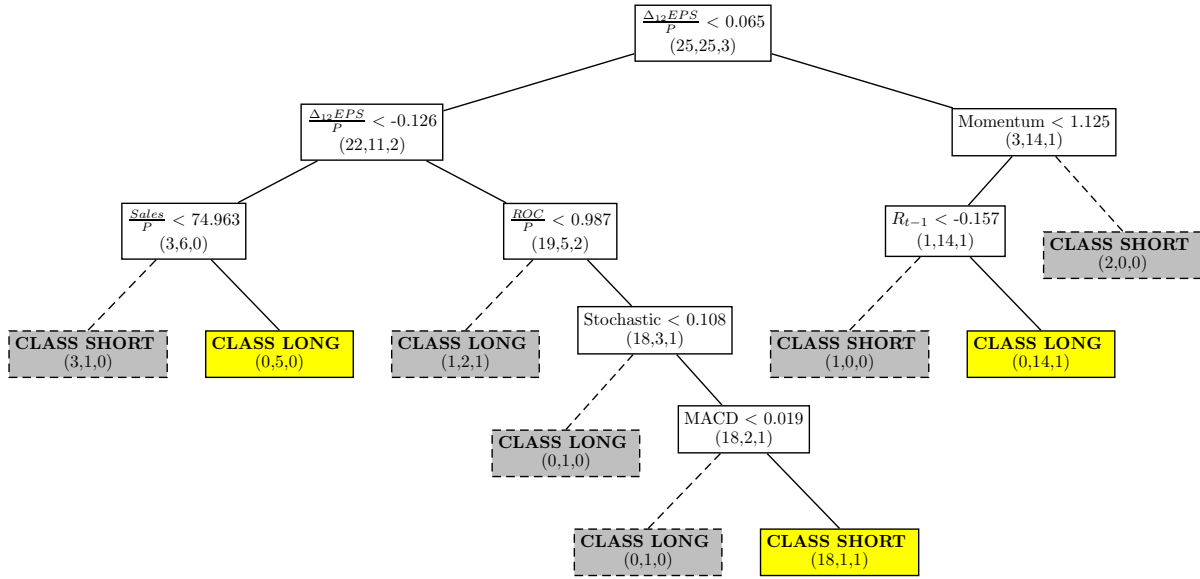 Δ₁₂EPS/P < 0.065
(25,25,3)
Δ₁₂EPS/P < -0.126
(22,11,2)
Momentum < 1.125
(3,14,1)
Sales/P < 74.963
(3,6,0)
ROC/P < 0.987
(19,5,2)
Rₜ₋₁ < -0.157
(1,14,1)
CLASS SHORT
(2,0,0)
CLASS SHORT
(3,1,0)
CLASS LONG
(0,5,0)
CLASS LONG
(1,2,1)
Stochastic < 0.108
(18,3,1)
CLASS SHORT
(1,0,0)
CLASS LONG
(0,14,1)
CLASS LONG
(0,1,0)
MACD < 0.019
(18,2,1)
CLASS LONG
(0,1,0)
CLASS SHORT
(18,1,1)